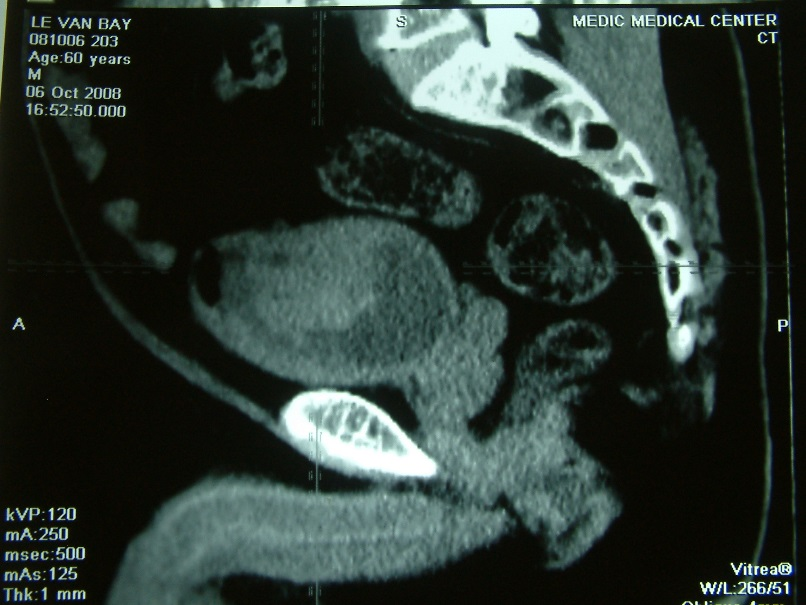 LE VAN BAY
081006 203
Age:60 years
M
06 Oct 2008
16:52:50.000
S
MEDIC MEDICAL CENTER
CT
A
P
kVP:120
mA:250
msec:500
mAs:125
Thk:1 mm
Vitrea®
W/L:266/51